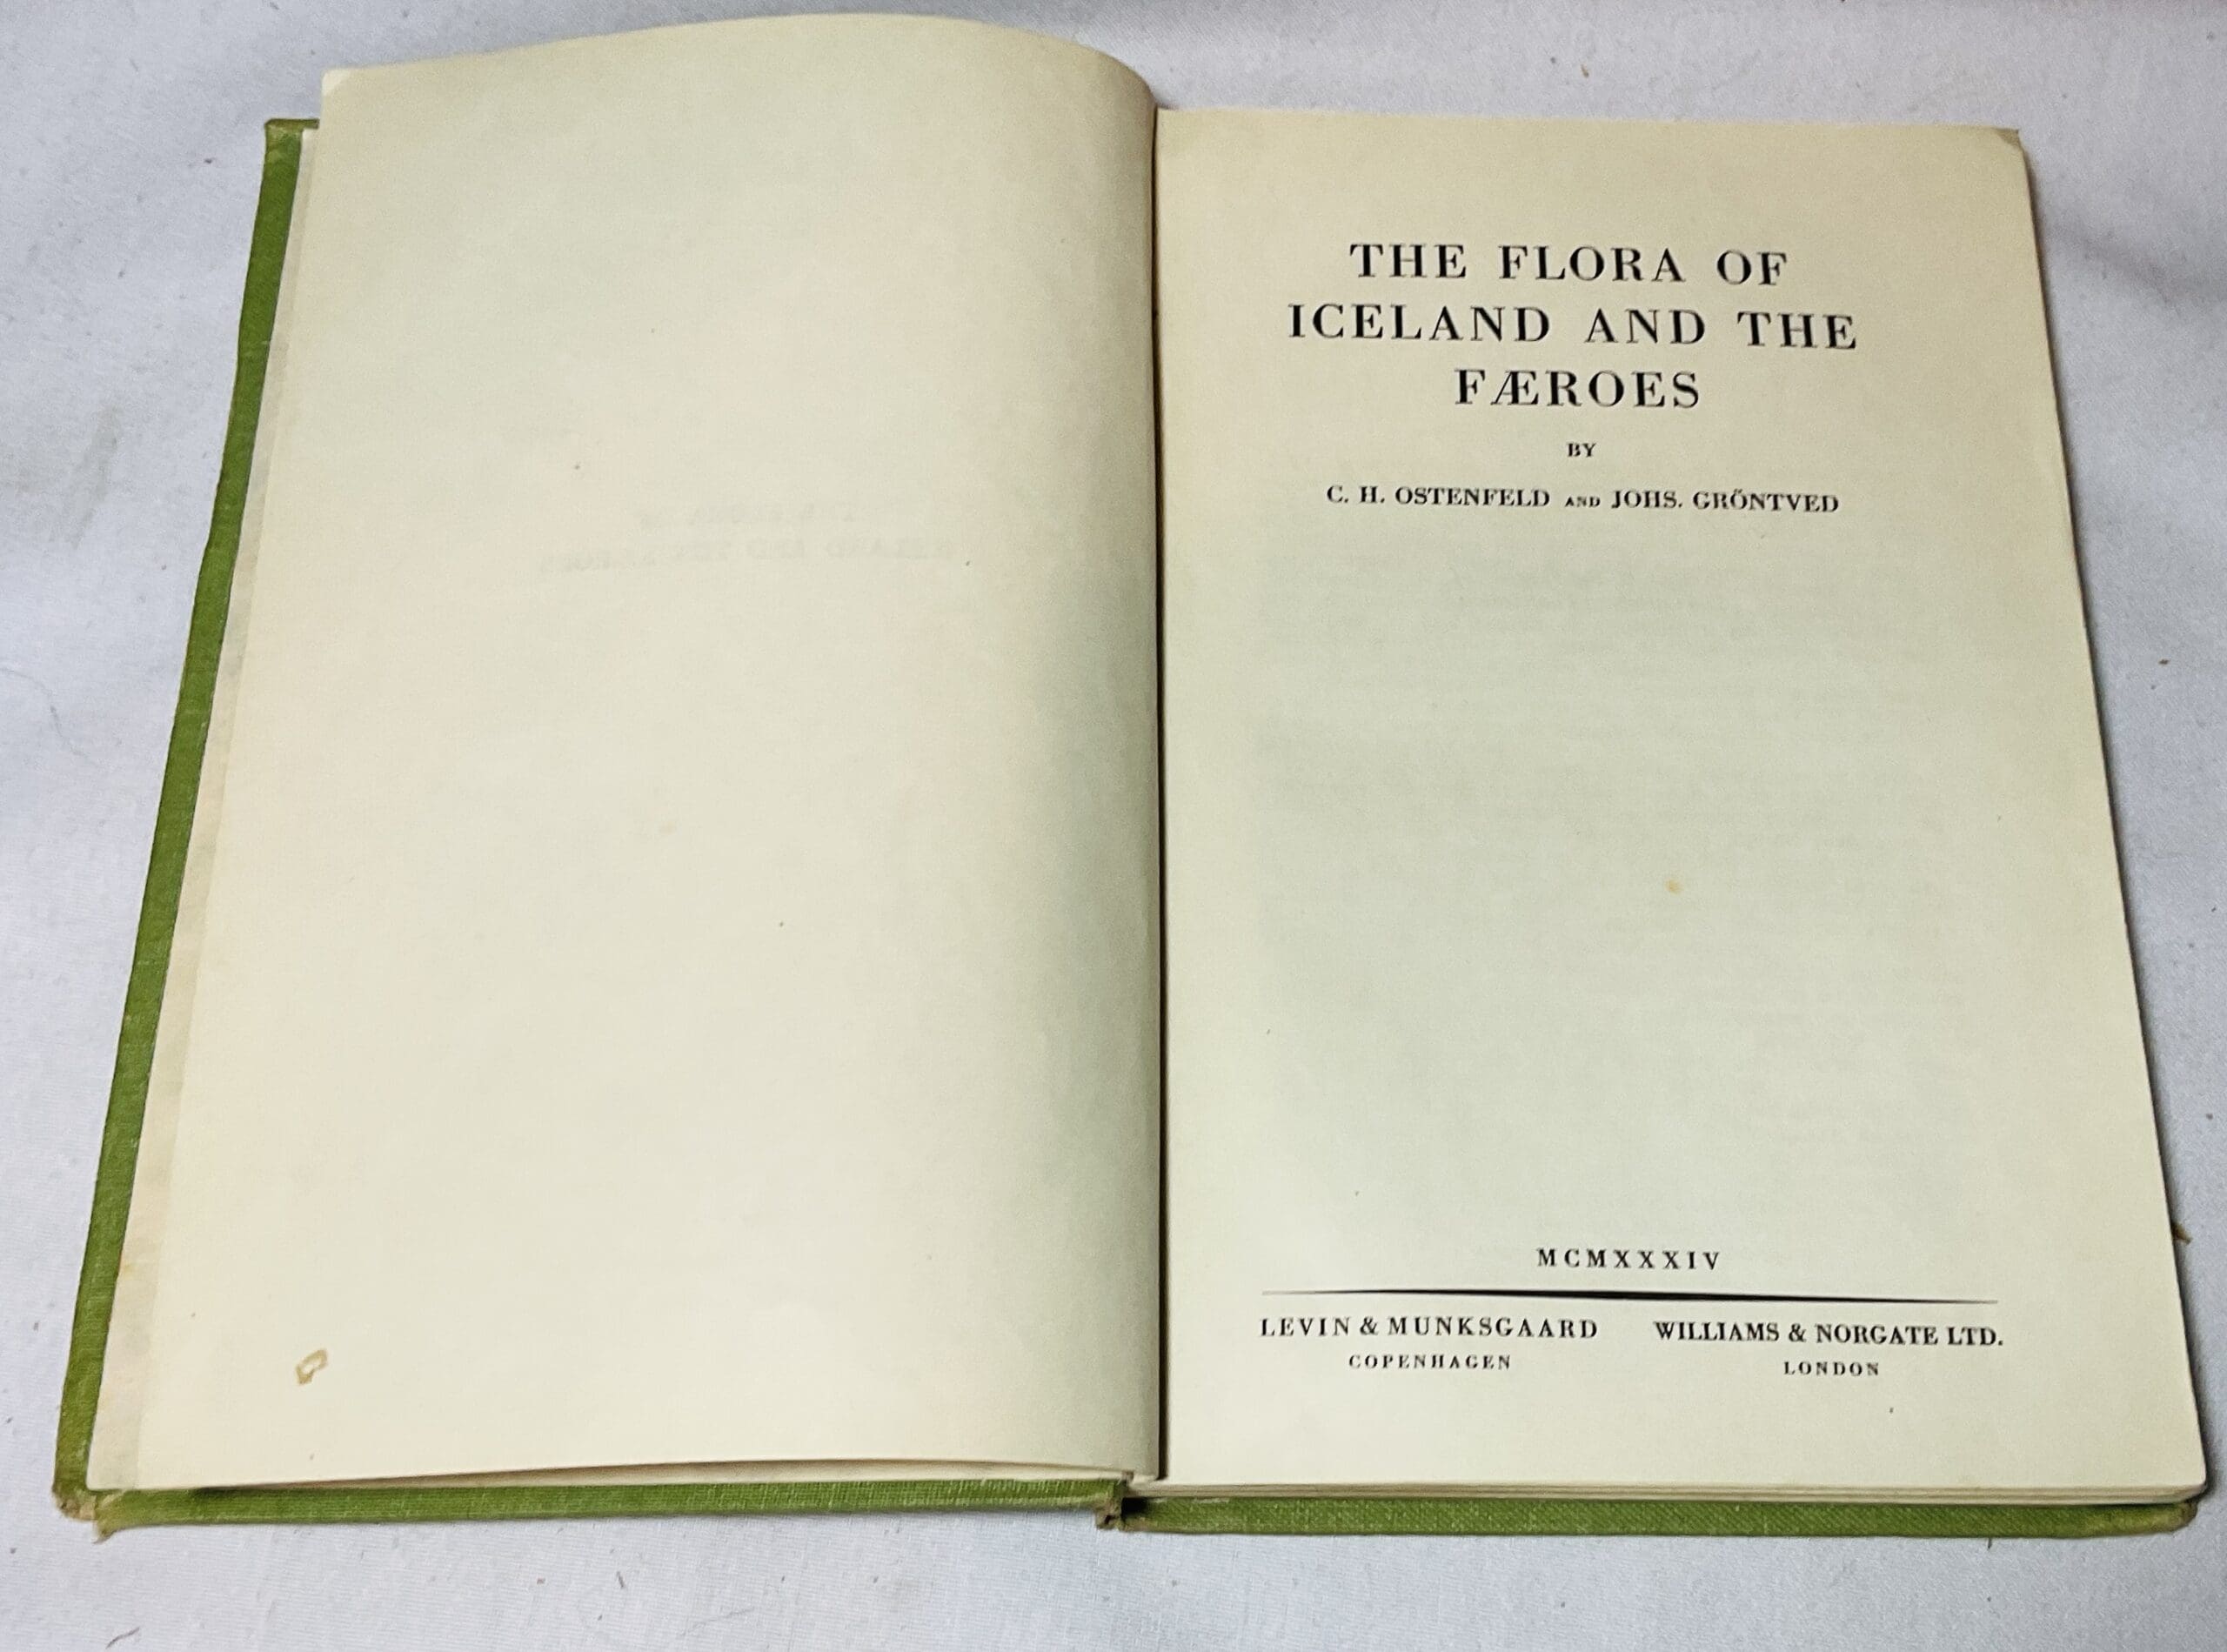 THE FLORA OF
ICELAND AND THE
FÆROES
BY
C. H. OSTENFELD AND JOHS. GRÖNTVED
MCMXXXIV
LEVIN & MUNKSGAARD
COPENHAGEN
WILLIAMS & NORGATE LTD.
LONDON